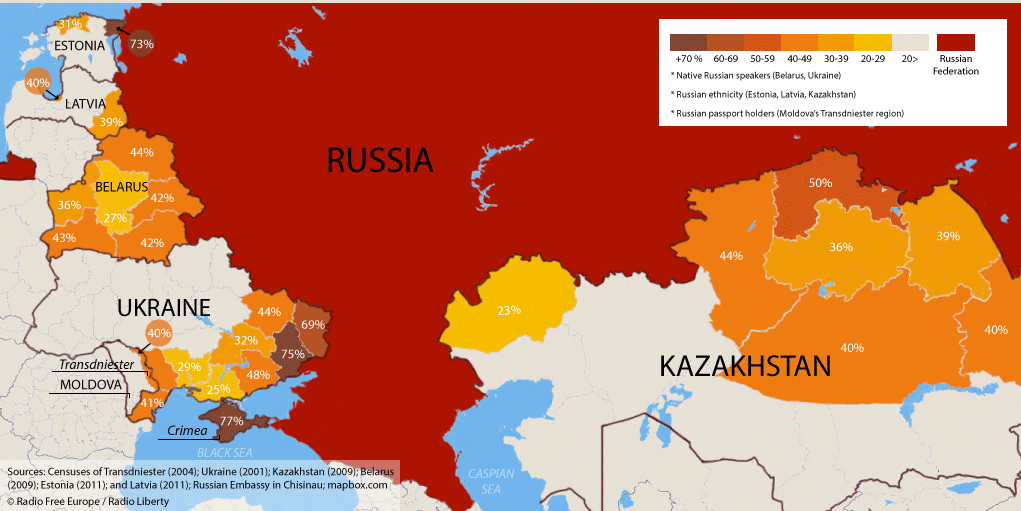 +70 % 60-69 50-59 40-49 30-39 20-29 20> Russian
Federation
* Native Russian speakers (Belarus, Ukraine)
* Russian ethnicity (Estonia, Latvia, Kazakhstan)
* Russian passport holders (Moldova's Transdniester region)
31%
ESTONIA
73%
40%
LATVIA
39%
44%
RUSSIA
BELARUS
36%
42%
27%
43%
42%
50%
39%
36%
44%
23%
UKRAINE
44%
69%
40%
32%
75%
Transdniester
29%
48%
MOLDOVA
25%
41%
77%
Crimea
KAZAKHSTAN
40%
40%
BLACK SEA
CASPIAN
SEA
Sources: Censuses of Transdniester (2004); Ukraine (2001); Kazakhstan (2009); Belarus
(2009); Estonia (2011); and Latvia (2011); Russian Embassy in Chisinau; mapbox.com
© Radio Free Europe / Radio Liberty